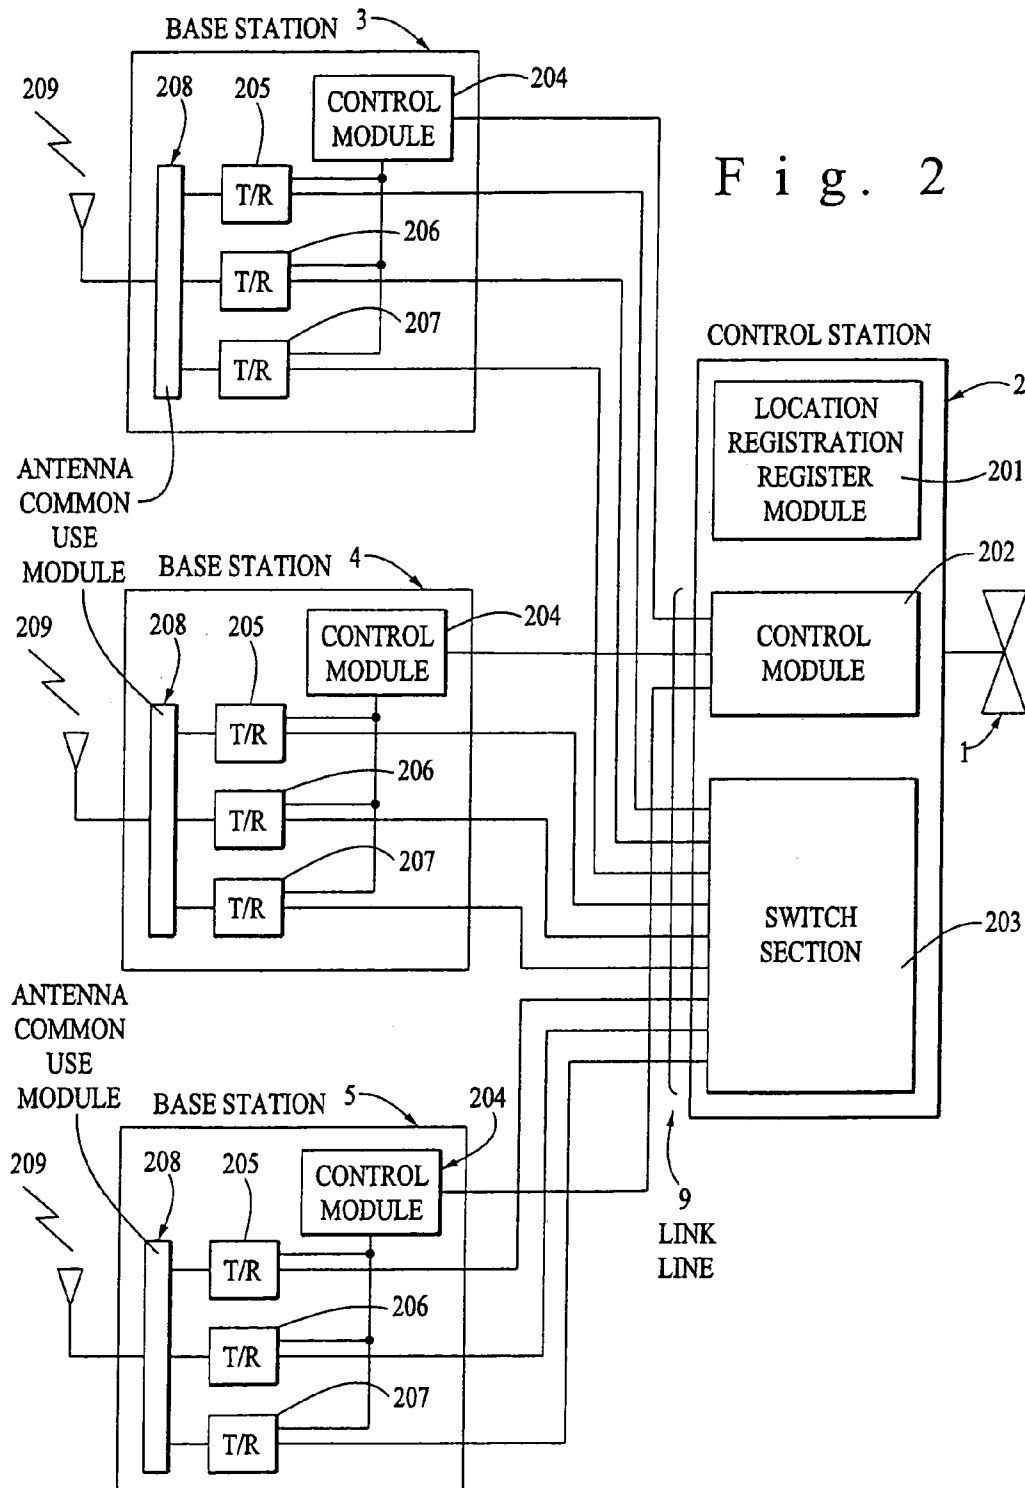 BASE STATION 3
209
208
205
CONTROL
MODULE
204
T/R
206
T/R
207
T/R
Fig. 2
CONTROL STATION
2
LOCATION
REGISTRATION
REGISTER
MODULE
201
ANTENNA
COMMON
USE
MODULE
BASE STATION 4
209
208
205
CONTROL
MODULE
204
T/R
206
T/R
207
T/R
202
CONTROL
MODULE
1
SWITCH
SECTION
203
ANTENNA
COMMON
USE
MODULE
BASE STATION 5
209
208
205
CONTROL
MODULE
204
T/R
206
T/R
207
T/R
9
LINK
LINE